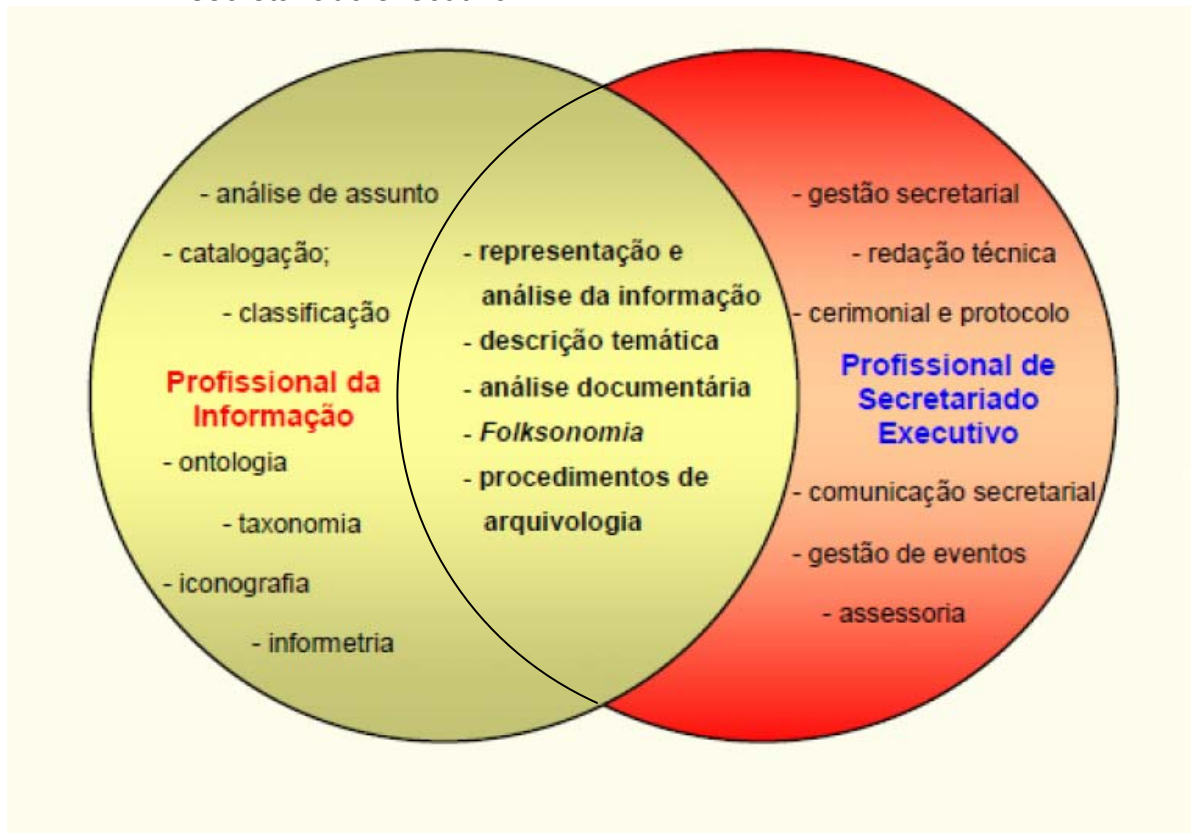 - análise de assunto
- catalogação;
- classificação
Profissional da
Informação
- ontologia
- taxonomia
- iconografia
- informetria
- representação e
análise da informação
- descrição temática
- análise documentária
- Folksonomia
- procedimentos de
arquivologia
- gestão secretarial
- redação técnica
- cerimonial e protocolo
Profissional de
Secretariado
Executivo
- comunicação secretarial
- gestão de eventos
- assessoria